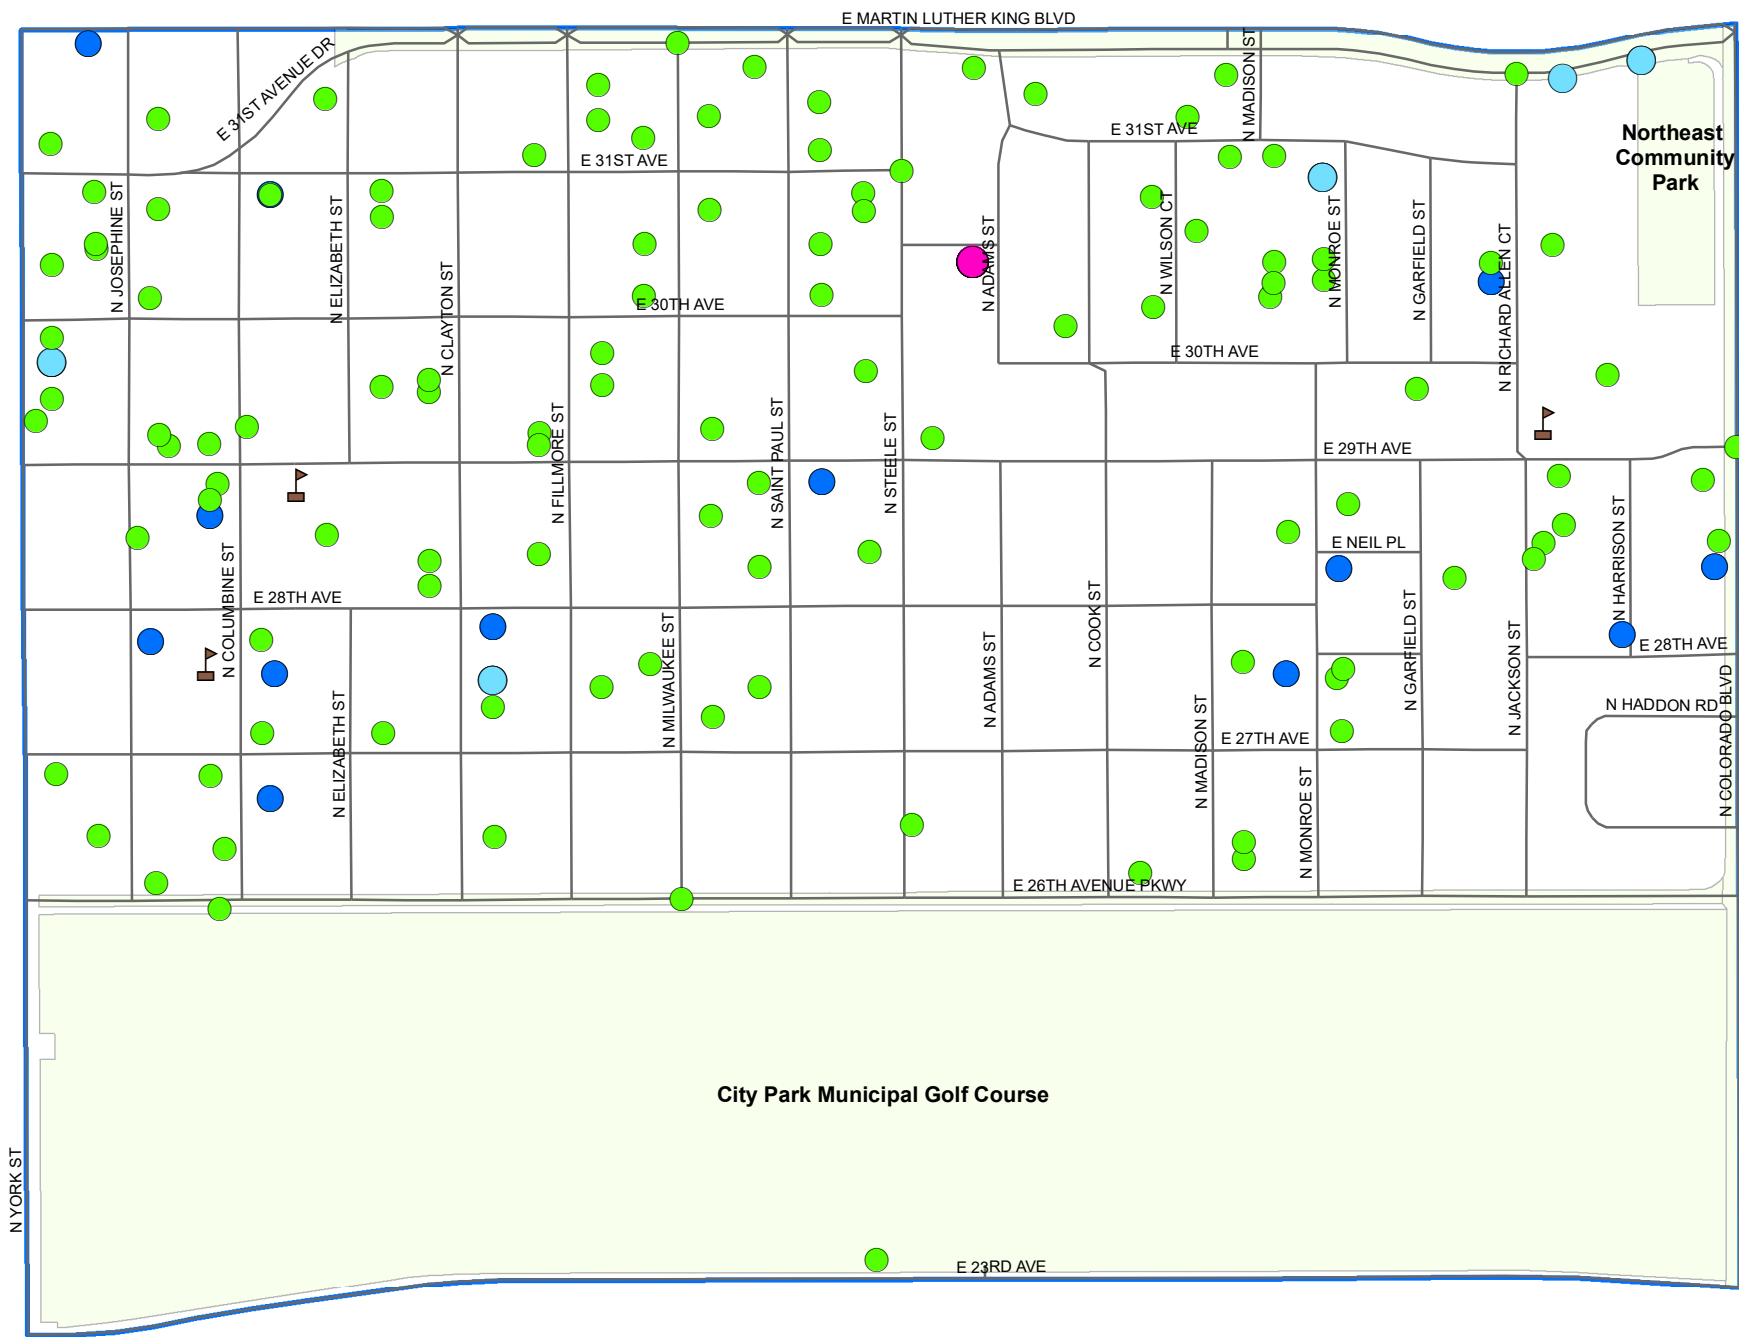 E MARTIN LUTHER KING BLVD
E 31ST AVENUE DR
N MADISON ST
E 31ST AVE
Northeast
Community
Park
E 31ST AVE
N JOSEPHINE ST
N ELIZABETH ST
N CLAYTON ST
N ADAMS ST
N WILSON CT
N MONROE ST
N GARFIELD ST
N RICHARD ALLEN CT
E 30TH AVE
E 30TH AVE
N FILLMORE ST
N SAINT PAUL ST
N STEELE ST
E 29TH AVE
E NEIL PL
N HARRISON ST
N COLUMBINE ST
E 28TH AVE
N MILWAUKEE ST
N ADAMS ST
N COOK ST
N GARFIELD ST
N JACKSON ST
E 28TH AVE
N ELIZABETH ST
N MADISON ST
E 27TH AVE
N HADDON RD
N COLORADO BLVD
N MONROE ST
E 26TH AVENUE PKWY
City Park Municipal Golf Course
N YORK ST
E 23RD AVE